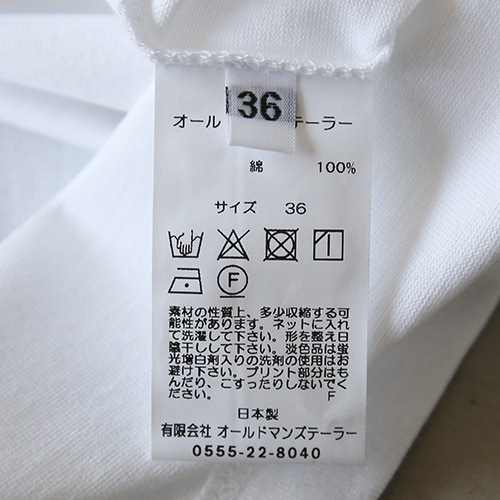 36
オール テーラー
綿 100%
サイズ 36
F
素材の性質上、多少収縮する可
能性があります。ネットに入れ
て洗濯して下さい。形を整え日
陰干しして下さい。淡色品は蛍
光増白剤入りの洗剤の使用はお
避け下さい。プリント部分はも
んだり、こすったりしないでく
ださい。 F
日本製
有限会社 オールドマンズテーラー
0555-22-8040